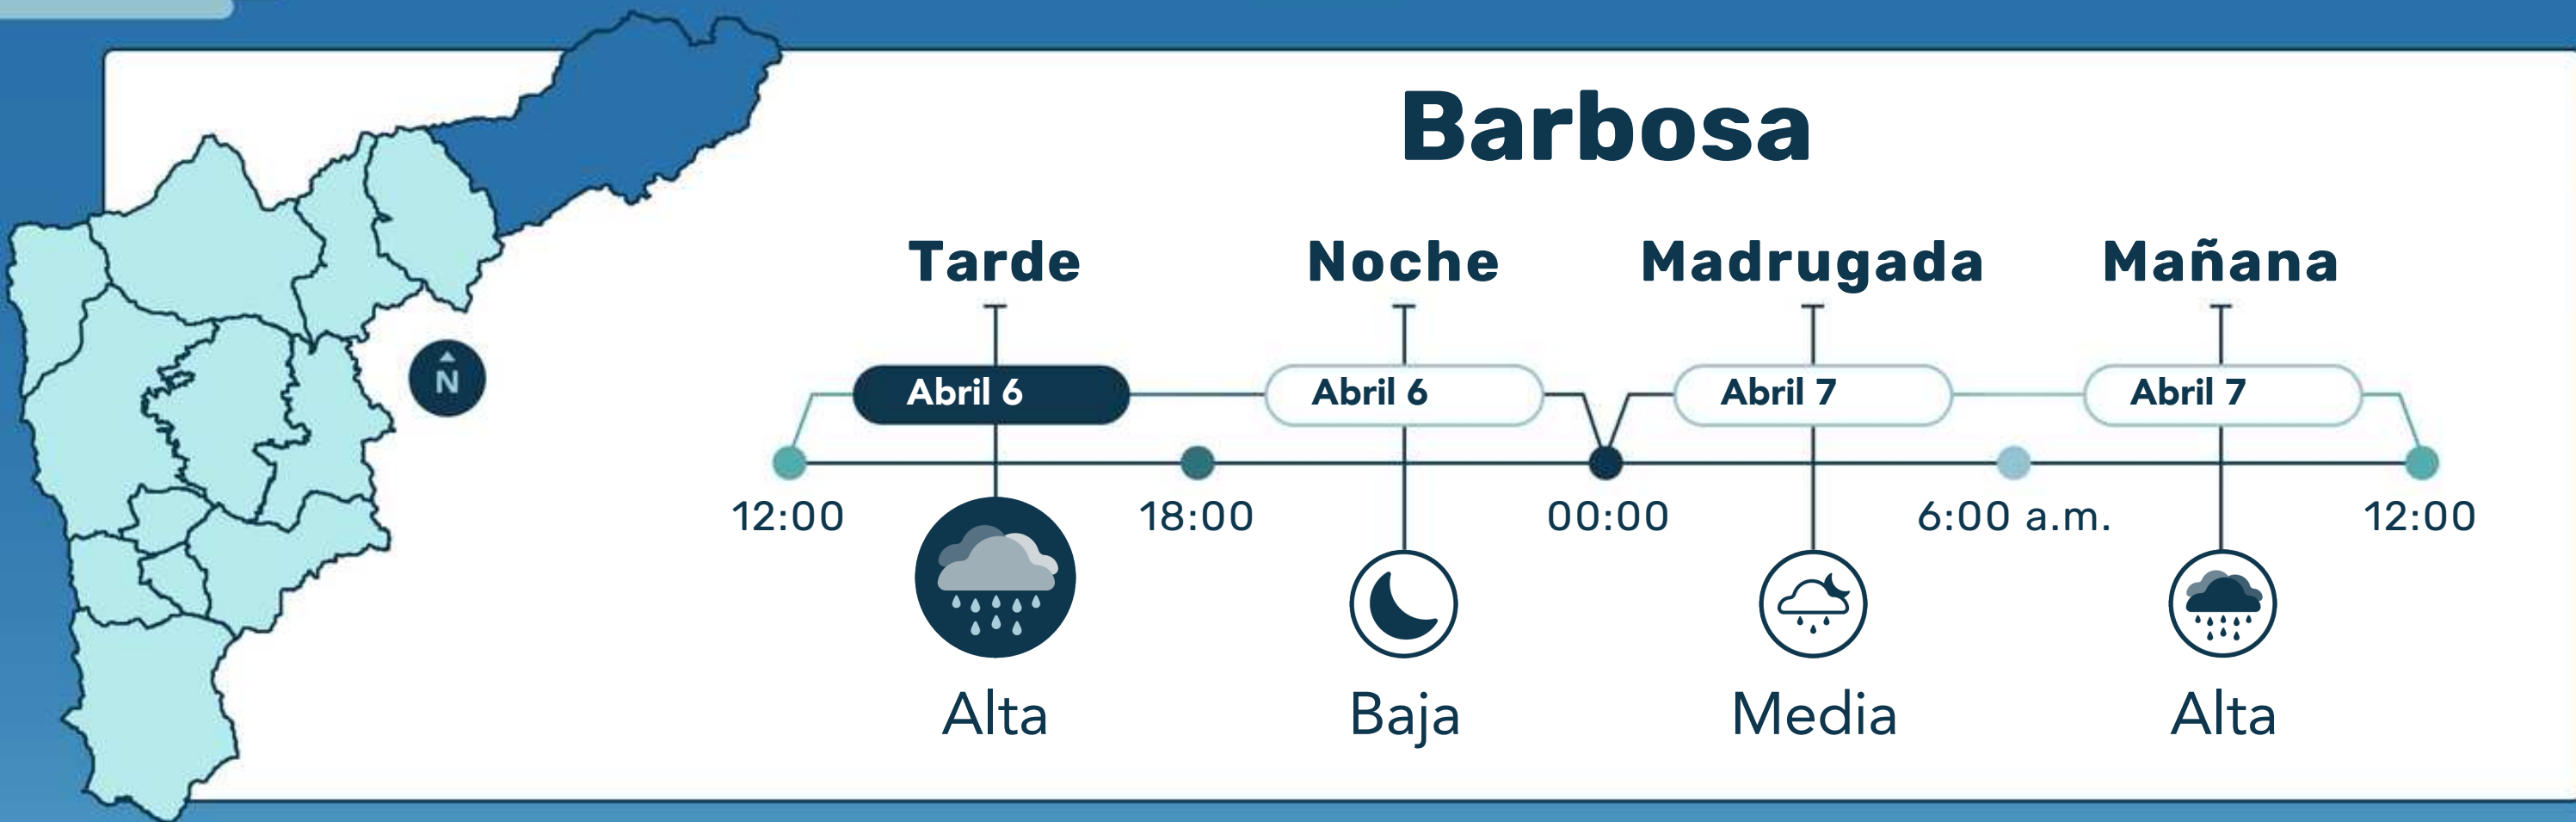 Barbosa
Tarde Noche Madrugada Mañana
Abril 6 Abril 6 Abril 7 Abril 7
N
12:00 18:00 00:00 6:00 a.m. 12:00
Alta Baja Media Alta